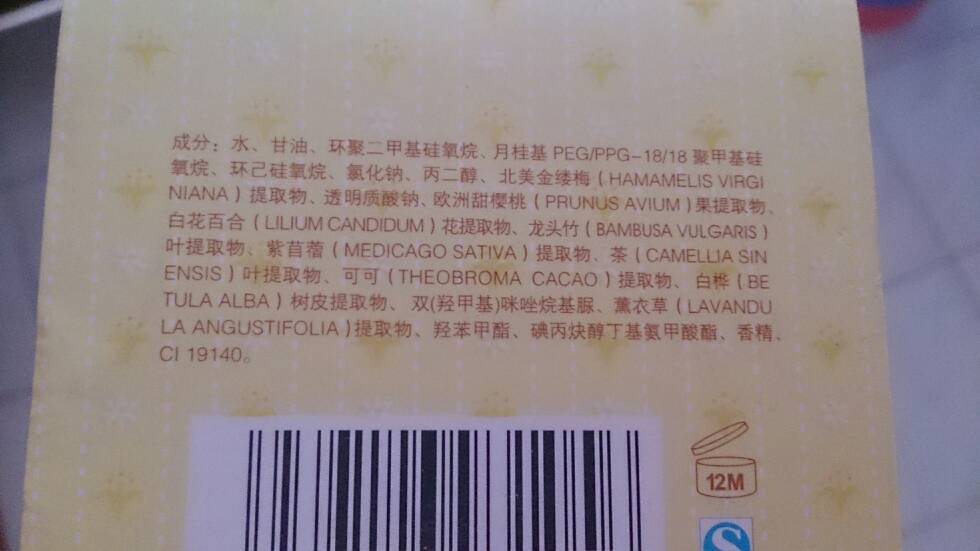 成分：水、甘油、环聚二甲基硅氧烷、月桂基 PEG/PPG-18/18 聚甲基硅
氧烷、环己硅氧烷、氯化钠、丙二醇、北美金缕梅 ( HAMAMELIS VIRGI
NIANA ) 提取物、透明质酸钠、欧洲甜樱桃 ( PRUNUS AVIUM ) 果提取物、
白花百合 ( LILIUM CANDIDUM ) 花提取物、龙头竹 ( BAMBUSA VULGARIS )
叶提取物、紫苜蓿 ( MEDICAGO SATIVA ) 提取物、茶 ( CAMELLIA SIN
ENSIS ) 叶提取物、可可 ( THEOBROMA CACAO ) 提取物、白桦 ( BE
TULA ALBA ) 树皮提取物、双(羟甲基)咪唑烷基脲、薰衣草 ( LAVANDU
LA ANGUSTIFOLIA ) 提取物、羟苯甲酯、碘丙炔醇丁基氨甲酸酯、香精、
CI 19140。
12M